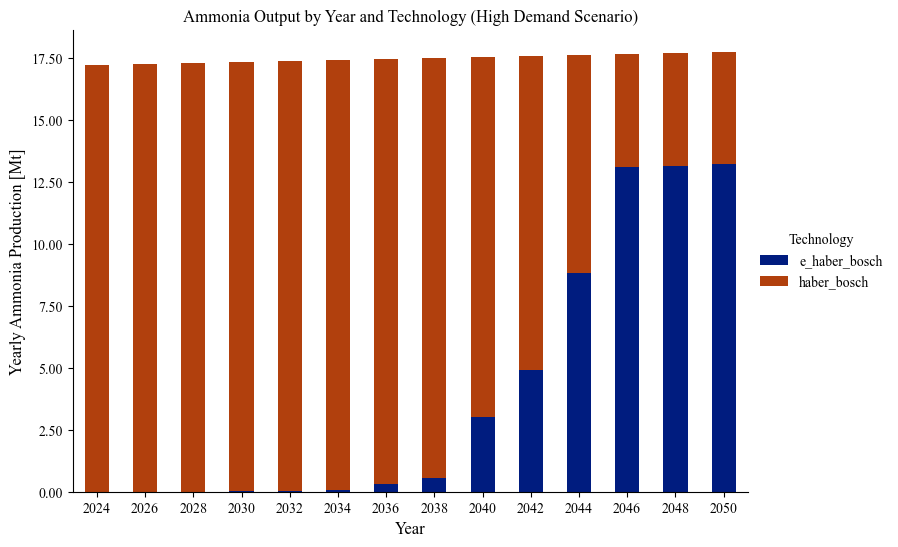 Ammonia Output by Year and Technology (High Demand Scenario)
Yearly Ammonia Production [Mt]
17.50
15.00
12.50
10.00
7.50
5.00
2.50
0.00
2024 2026 2028 2030 2032 2034 2036 2038 2040 2042 2044 2046 2048 2050
Year
Technology
e_haber_bosch
haber_bosch